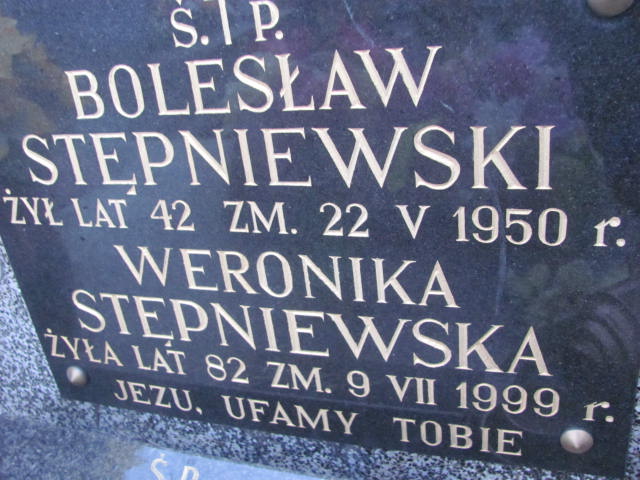 Ś. P.
BOLESŁAW
STĘPNIEWSKI
ŻYŁ LAT 42 ZM. 22 V 1950 r.
WERONIKA
STĘPNIEWSKA
ŻYŁA LAT 82 ZM. 9 VII 1999 r.
JEZU, UFAMY TOBIE
Ś.P.